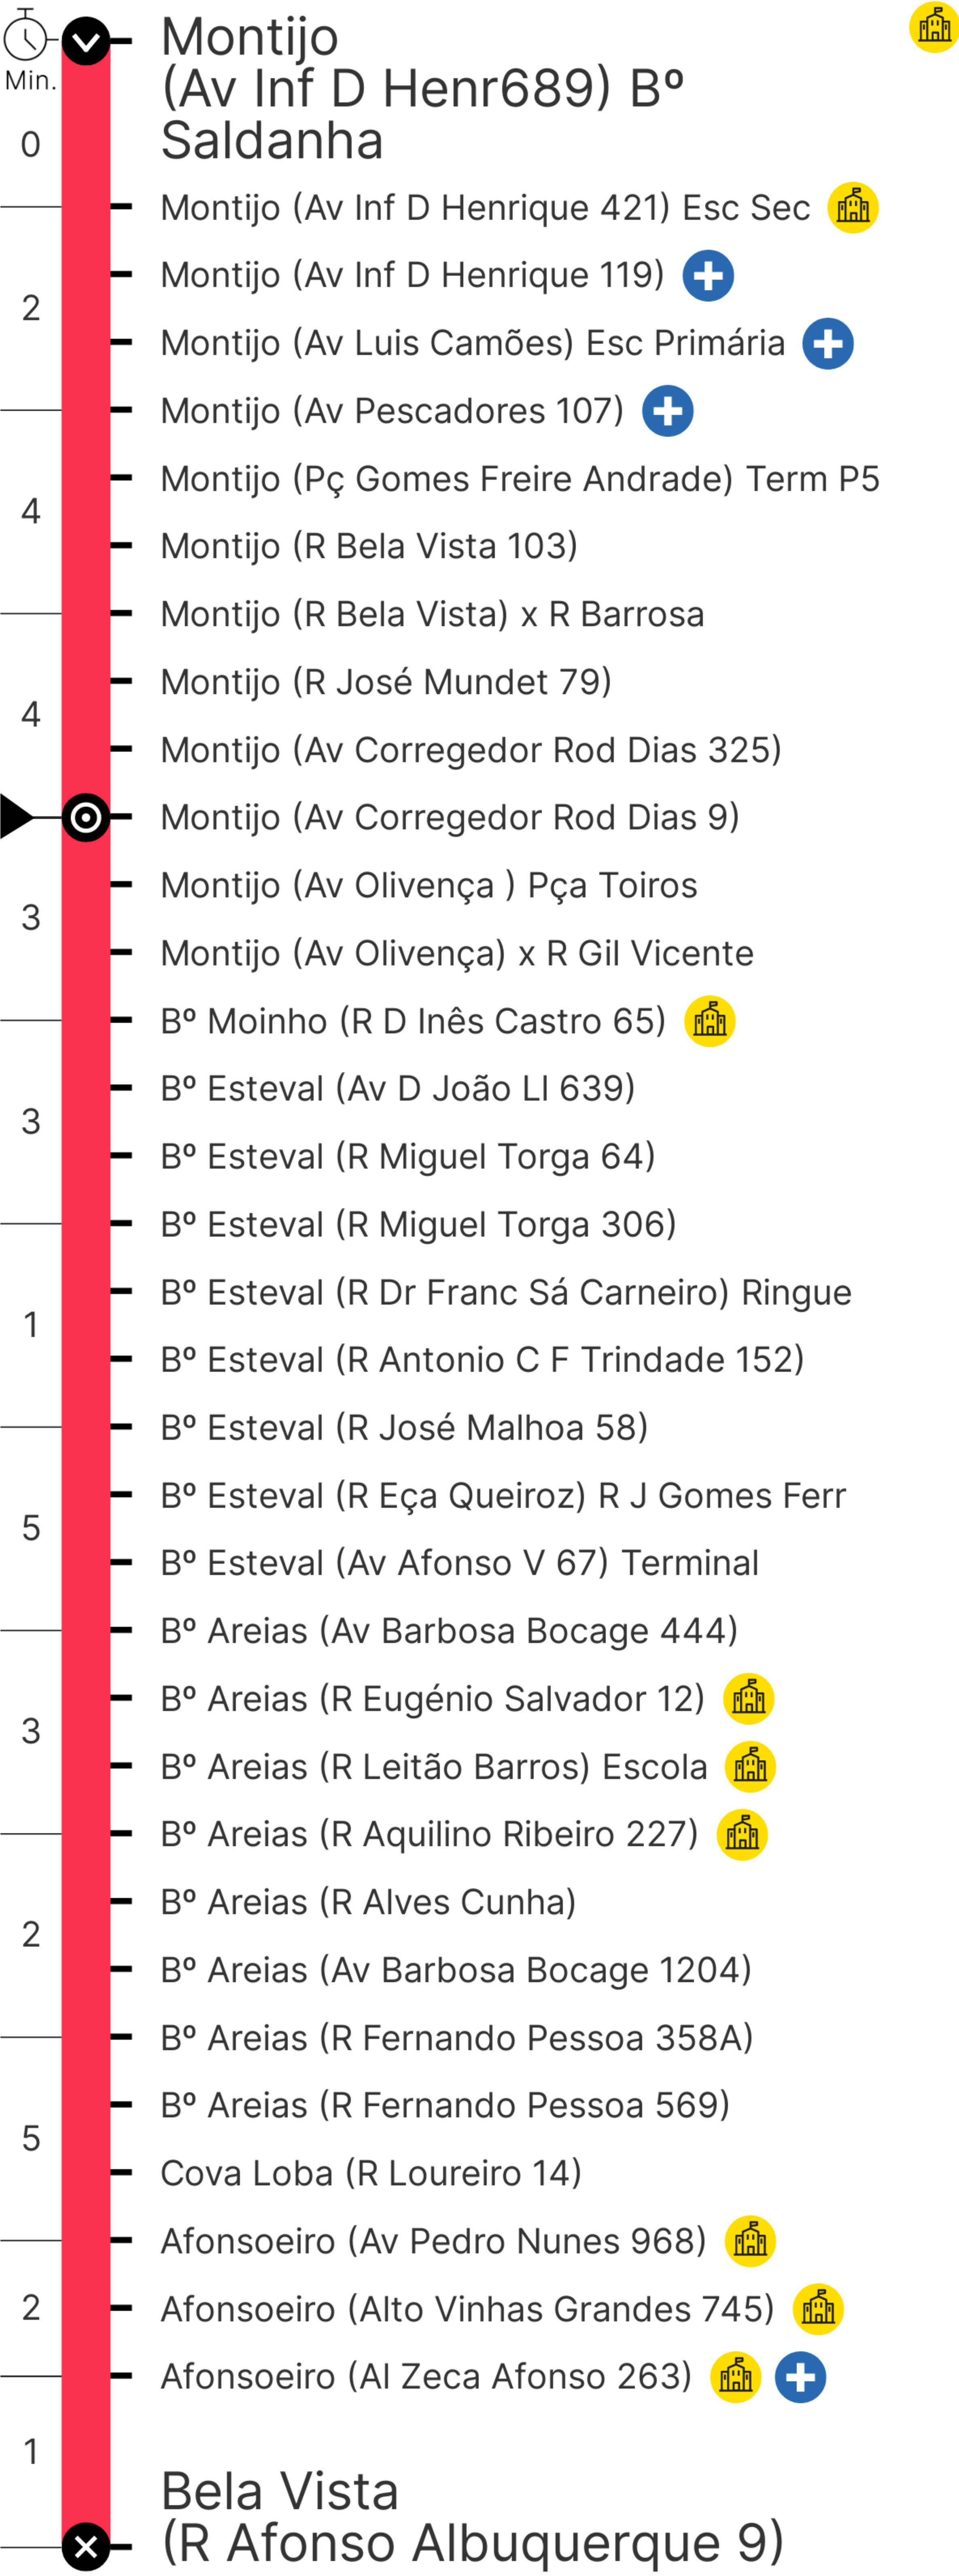 Montijo
(Av Inf D Henr689) Bº
Saldanha
Min.
0
Montijo (Av Inf D Henrique 421) Esc Sec
Montijo (Av Inf D Henrique 119)
2
Montijo (Av Luis Camões) Esc Primária
Montijo (Av Pescadores 107)
Montijo (Pç Gomes Freire Andrade) Term P5
4
Montijo (R Bela Vista 103)
Montijo (R Bela Vista) x R Barrosa
Montijo (R José Mundet 79)
4
Montijo (Av Corregedor Rod Dias 325)
Montijo (Av Corregedor Rod Dias 9)
Montijo (Av Olivença ) Pça Toiros
3
Montijo (Av Olivença) x R Gil Vicente
Bº Moinho (R D Inês Castro 65)
Bº Esteval (Av D João Ll 639)
3
Bº Esteval (R Miguel Torga 64)
Bº Esteval (R Miguel Torga 306)
Bº Esteval (R Dr Franc Sá Carneiro) Ringue
1
Bº Esteval (R Antonio C F Trindade 152)
Bº Esteval (R José Malhoa 58)
Bº Esteval (R Eça Queiroz) R J Gomes Ferr
5
Bº Esteval (Av Afonso V 67) Terminal
Bº Areias (Av Barbosa Bocage 444)
Bº Areias (R Eugénio Salvador 12)
3
Bº Areias (R Leitão Barros) Escola
Bº Areias (R Aquilino Ribeiro 227)
Bº Areias (R Alves Cunha)
2
Bº Areias (Av Barbosa Bocage 1204)
Bº Areias (R Fernando Pessoa 358A)
Bº Areias (R Fernando Pessoa 569)
5
Cova Loba (R Loureiro 14)
Afonsoeiro (Av Pedro Nunes 968)
2
Afonsoeiro (Alto Vinhas Grandes 745)
Afonsoeiro (Al Zeca Afonso 263)
1
Bela Vista
(R Afonso Albuquerque 9)